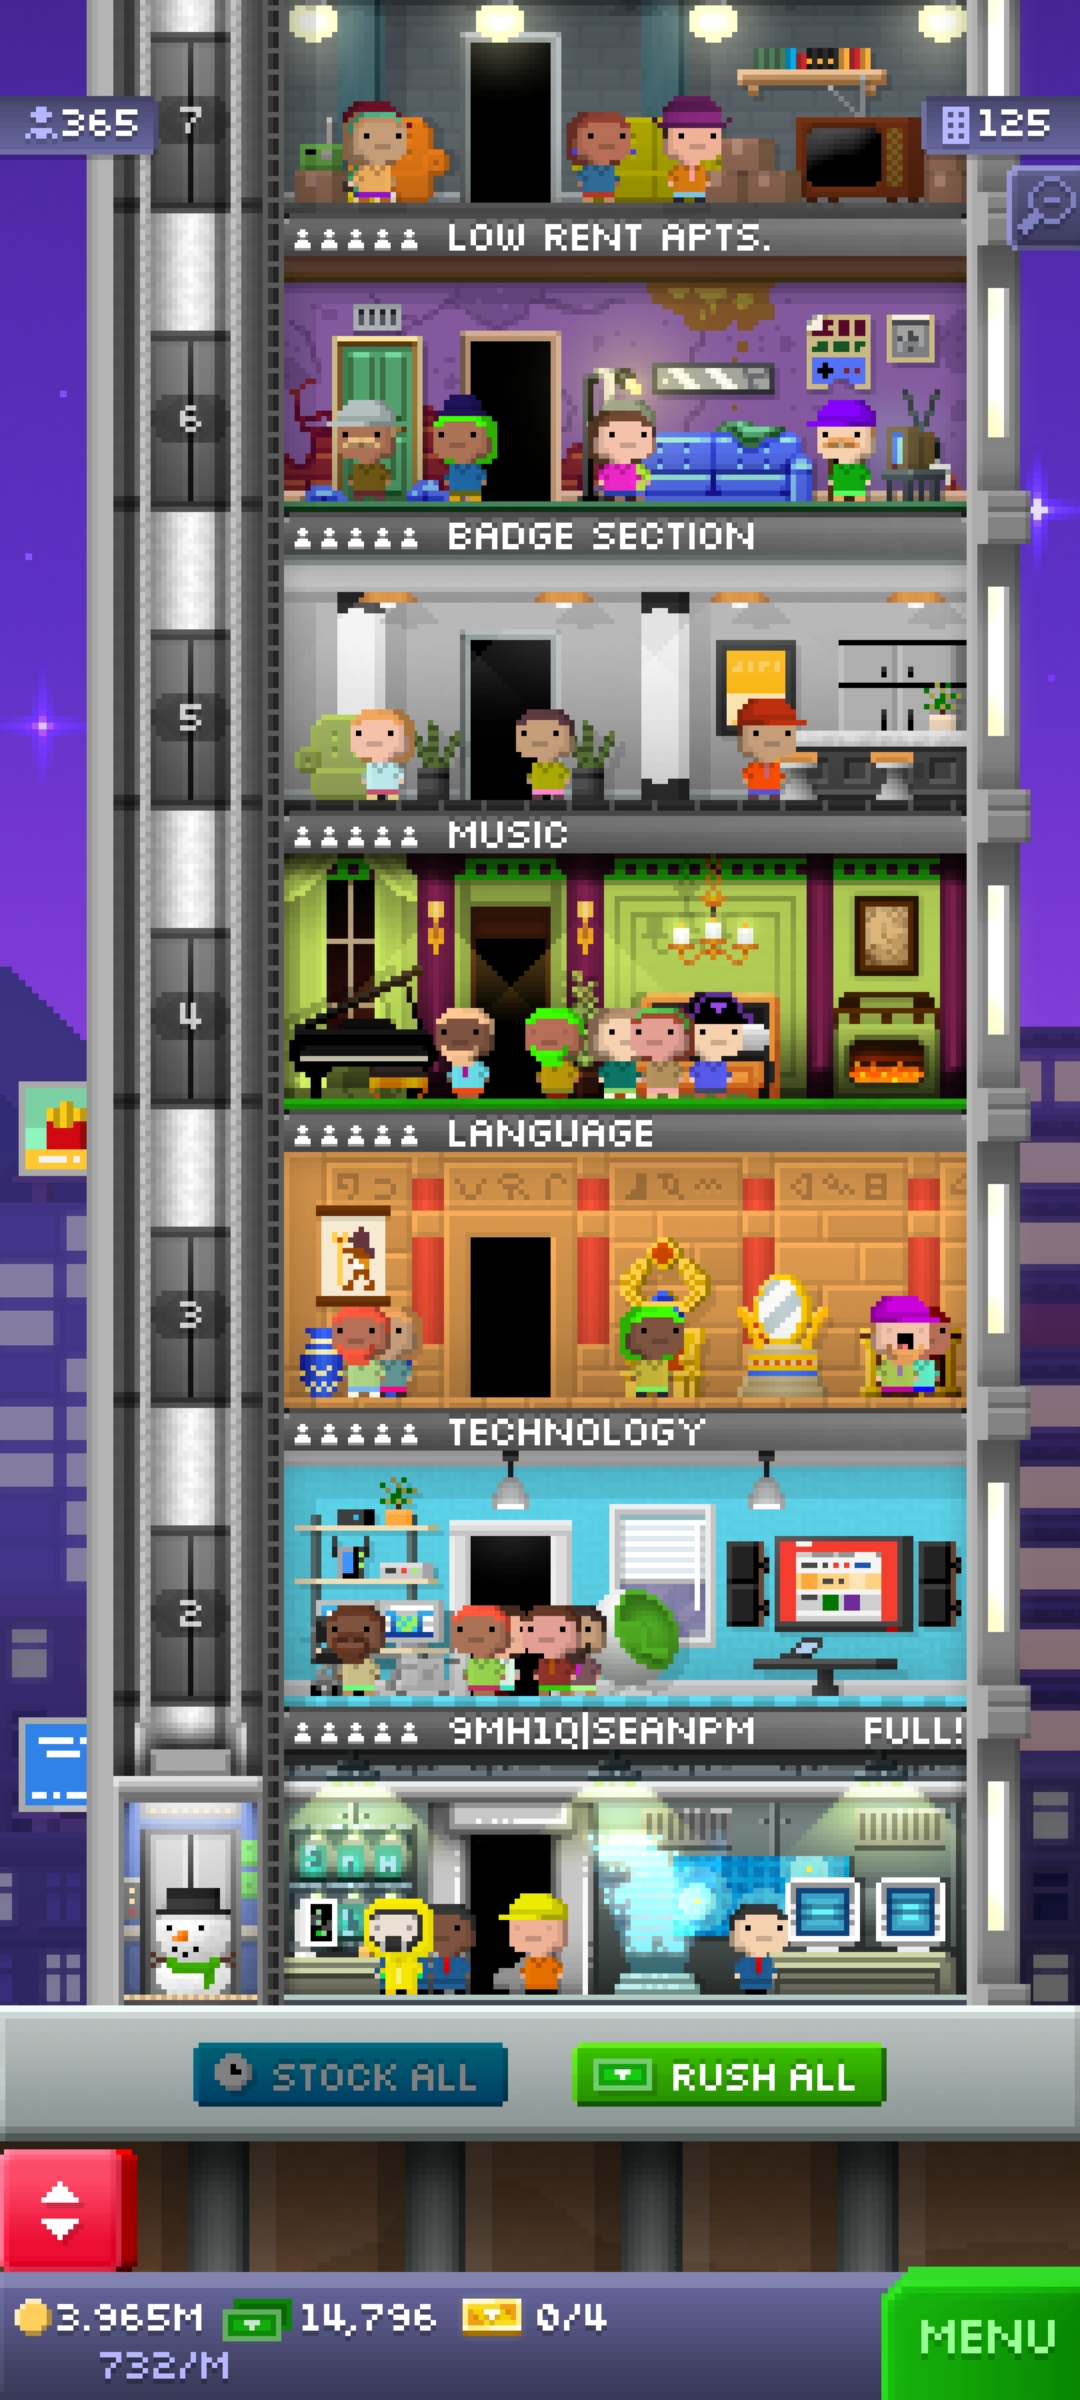 7
365
125
LOW RENT APTS.
6
BADGE SECTION
5
MUSIC
4
LANGUAGE
3
TECHNOLOGY
2
9MH1Q|SEANPM FULL!
STOCK ALL
RUSH ALL
3.965M 14,796 0/4
732/M
MENU